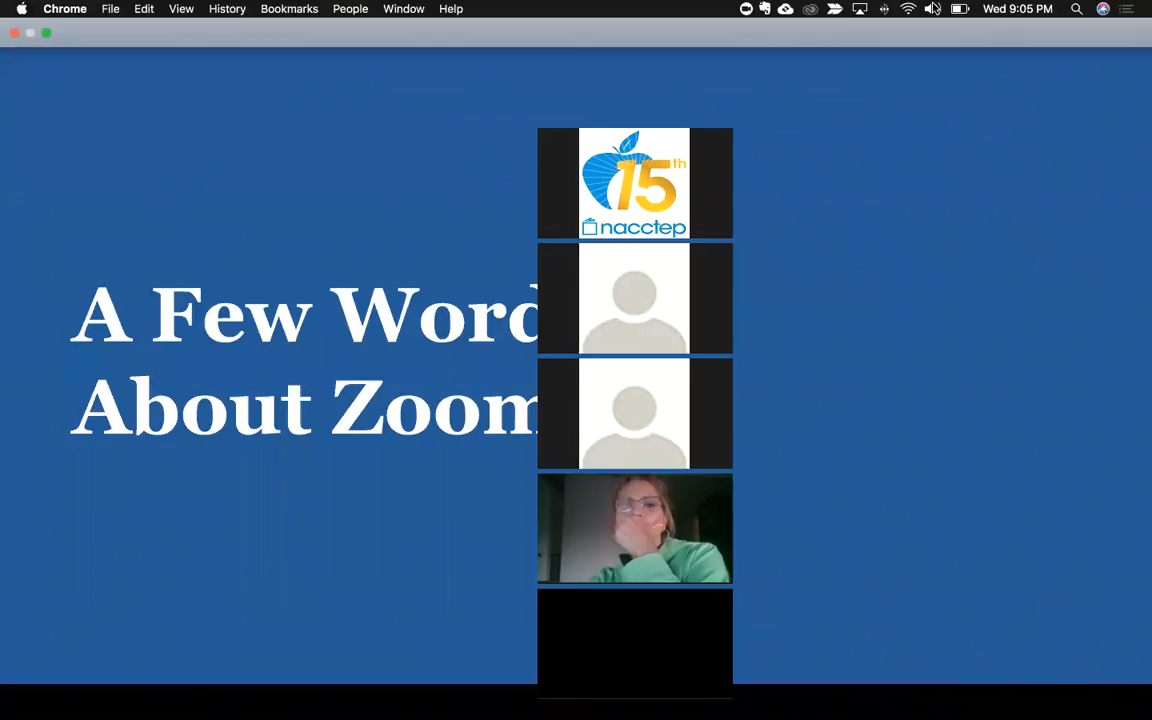 Chrome File Edit View History Bookmarks People Window Help Wed 9:05 PM
15th
nacctep
A Few Word
About Zoom